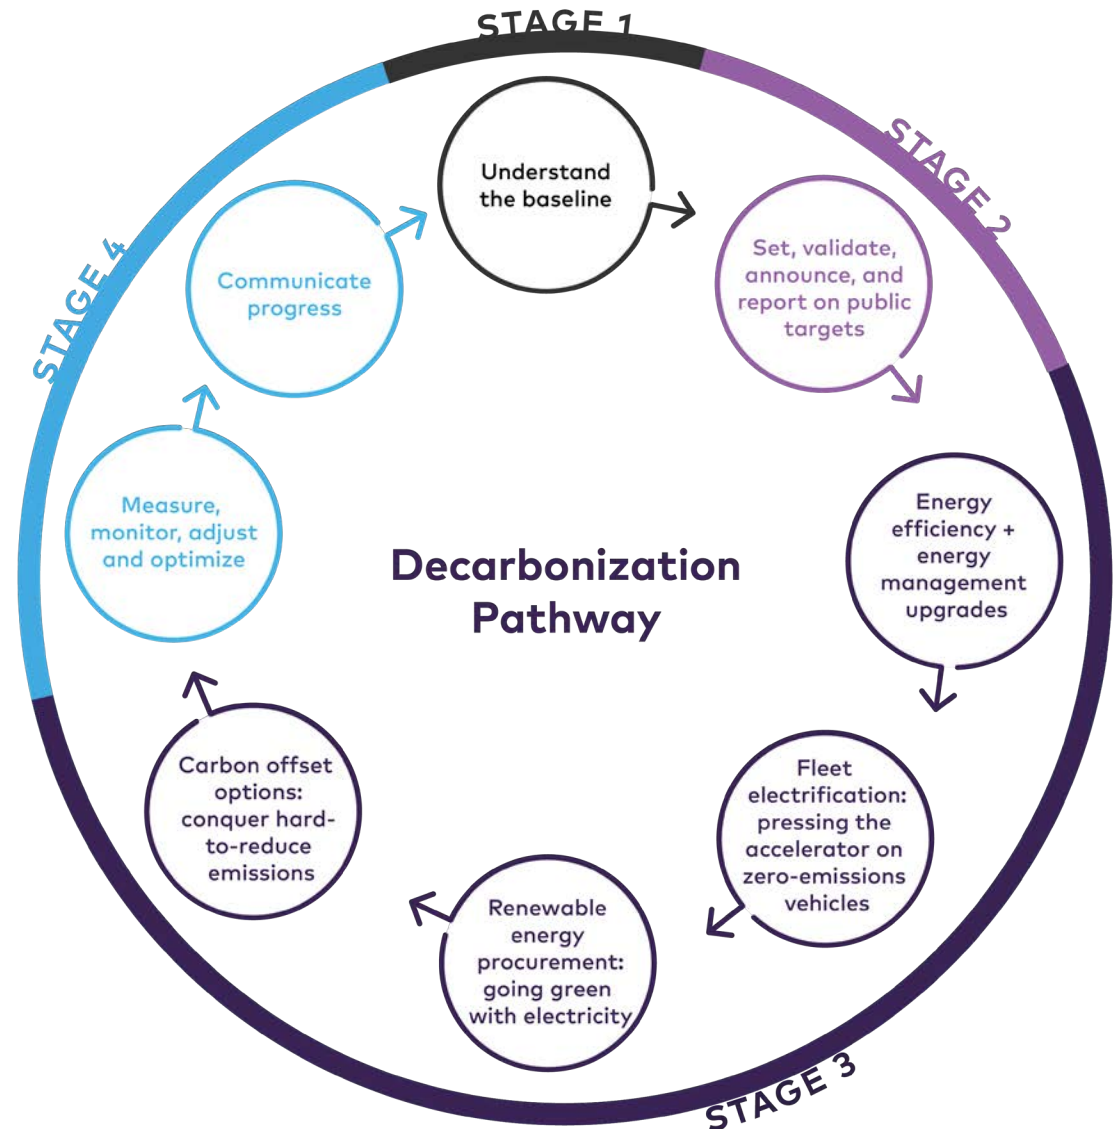 STAGE 1
Understand
the baseline
STAGE 2
Set, validate,
announce, and
report on public
targets
Energy
efficiency +
energy
management
upgrades
Fleet
electrification:
pressing the
accelerator on
zero-emissions
vehicles
STAGE 3
Renewable
energy
procurement:
going green
with electricity
Carbon offset
options:
conquer hard-
to-reduce
emissions
STAGE 4
Measure,
monitor, adjust
and optimize
Communicate
progress
Decarbonization
Pathway